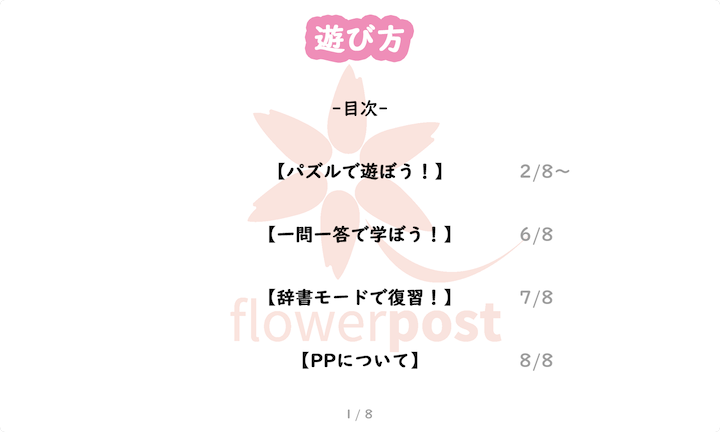 遊び方
-目次-
【パズルで遊ぼう！】 2/8〜
【一問一答で学ぼう！】 6/8
【辞書モードで復習！】 7/8
flowerpost
【PPについて】 8/8
1 / 8